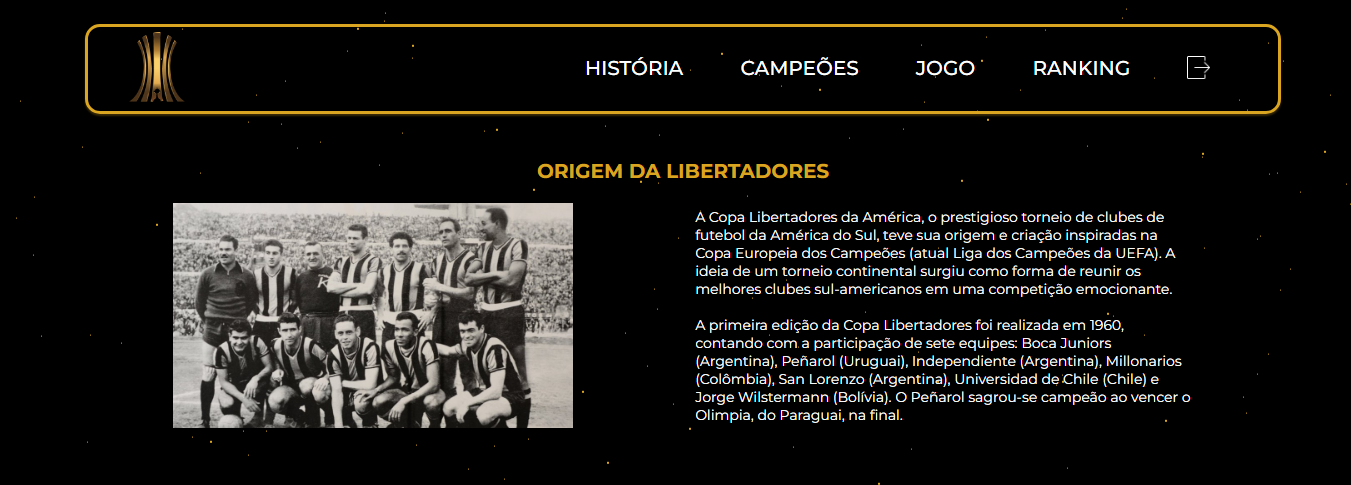 HISTÓRIA CAMPEÕES JOGO RANKING
ORIGEM DA LIBERTADORES
A Copa Libertadores da América, o prestigioso torneio de clubes de
futebol da América do Sul, teve sua origem e criação inspiradas na
Copa Europeia dos Campeões (atual Liga dos Campeões da UEFA). A
ideia de um torneio continental surgiu como forma de reunir os
melhores clubes sul-americanos em uma competição emocionante.
A primeira edição da Copa Libertadores foi realizada em 1960,
contando com a participação de sete equipes: Boca Juniors
(Argentina), Peñarol (Uruguai), Independiente (Argentina), Millonarios
(Colômbia), San Lorenzo (Argentina), Universidad de Chile (Chile) e
Jorge Wilstermann (Bolívia). O Peñarol sagrou-se campeão ao vencer o
Olimpia, do Paraguai, na final.